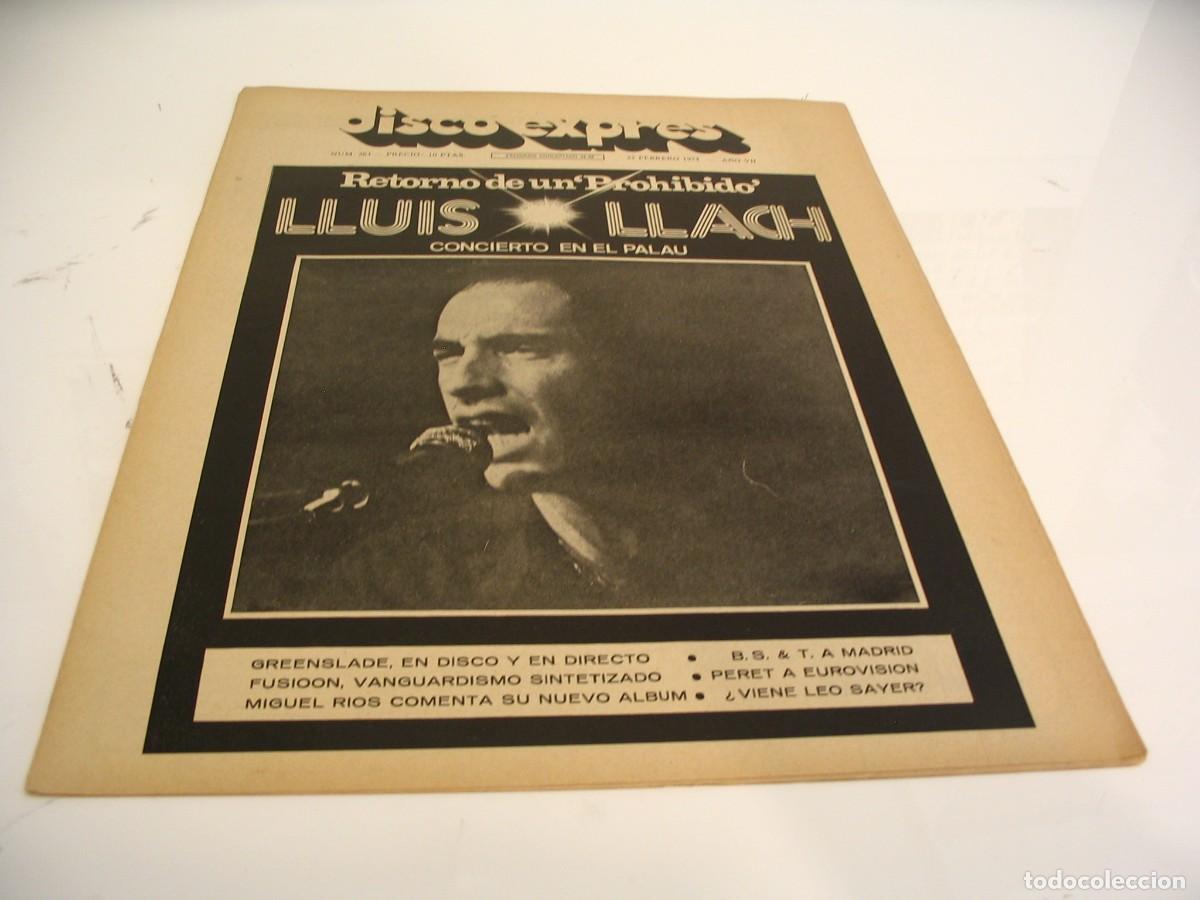 disco expres
PRECIO: 10 PTAS. 22 FEBRERO 1974 — AÑO VII
Retorno de un 'Prohibido'
LLUIS LLACH
CONCIERTO EN EL PALAU
GREENSLADE, EN DISCO Y EN DIRECTO • B.S. & T. A MADRID
FUSIOON, VANGUARDISMO SINTETIZADO • PERET A EUROVISION
MIGUEL RIOS COMENTA SU NUEVO ALBUM • ¿VIENE LEO SAYER?
todocoleccion